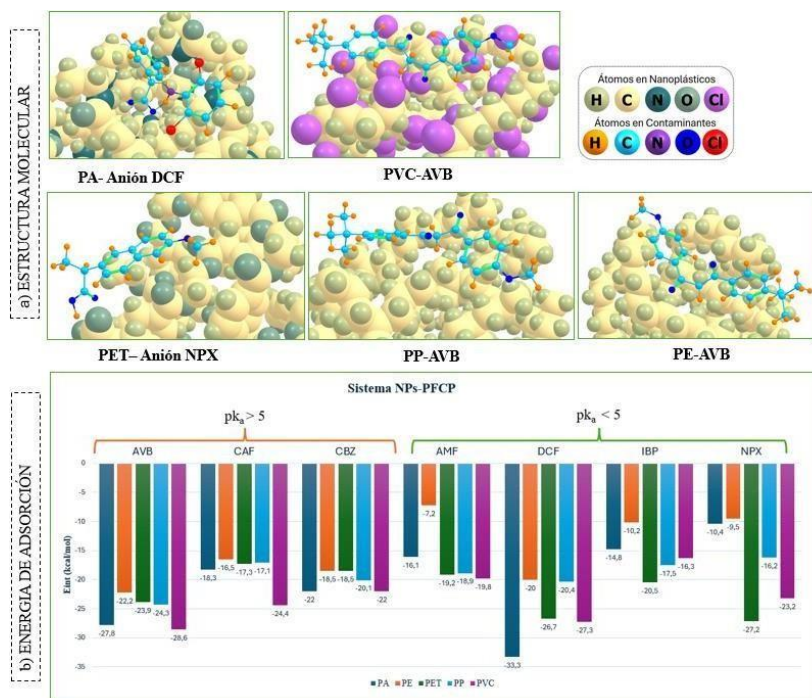 a) ESTRUCTURA MOLECULAR
PA- Anión DCF
PVC-AVB
Átomos en Nanoplásticos
H C N O Cl
Átomos en Contaminantes
H C N O Cl
PET– Anión NPX
PP-AVB
PE-AVB
b) ENERGIA DE ADSORCIÓN
Sistema NPs-PFCP
pka > 5
pka < 5
AVB CAF CBZ AMF DCF IBP NPX
Eint (kcal/mol)
0
-5
-10
-15
-20
-25
-30
-35
-27,8 -22,2 -23,9 -24,3 -28,6
-18,3 -16,5 -17,3 -17,1 -24,4
-22 -18,5 -18,5 -20,1 -22
-16,1 -7,2 -19,2 -18,9 -19,8
-33,3 -20 -26,7 -20,4 -27,3
-14,8 -10,2 -20,5 -17,5 -16,3
-10,4 -9,5 -27,2 -16,2 -23,2
PA PE PET PP PVC